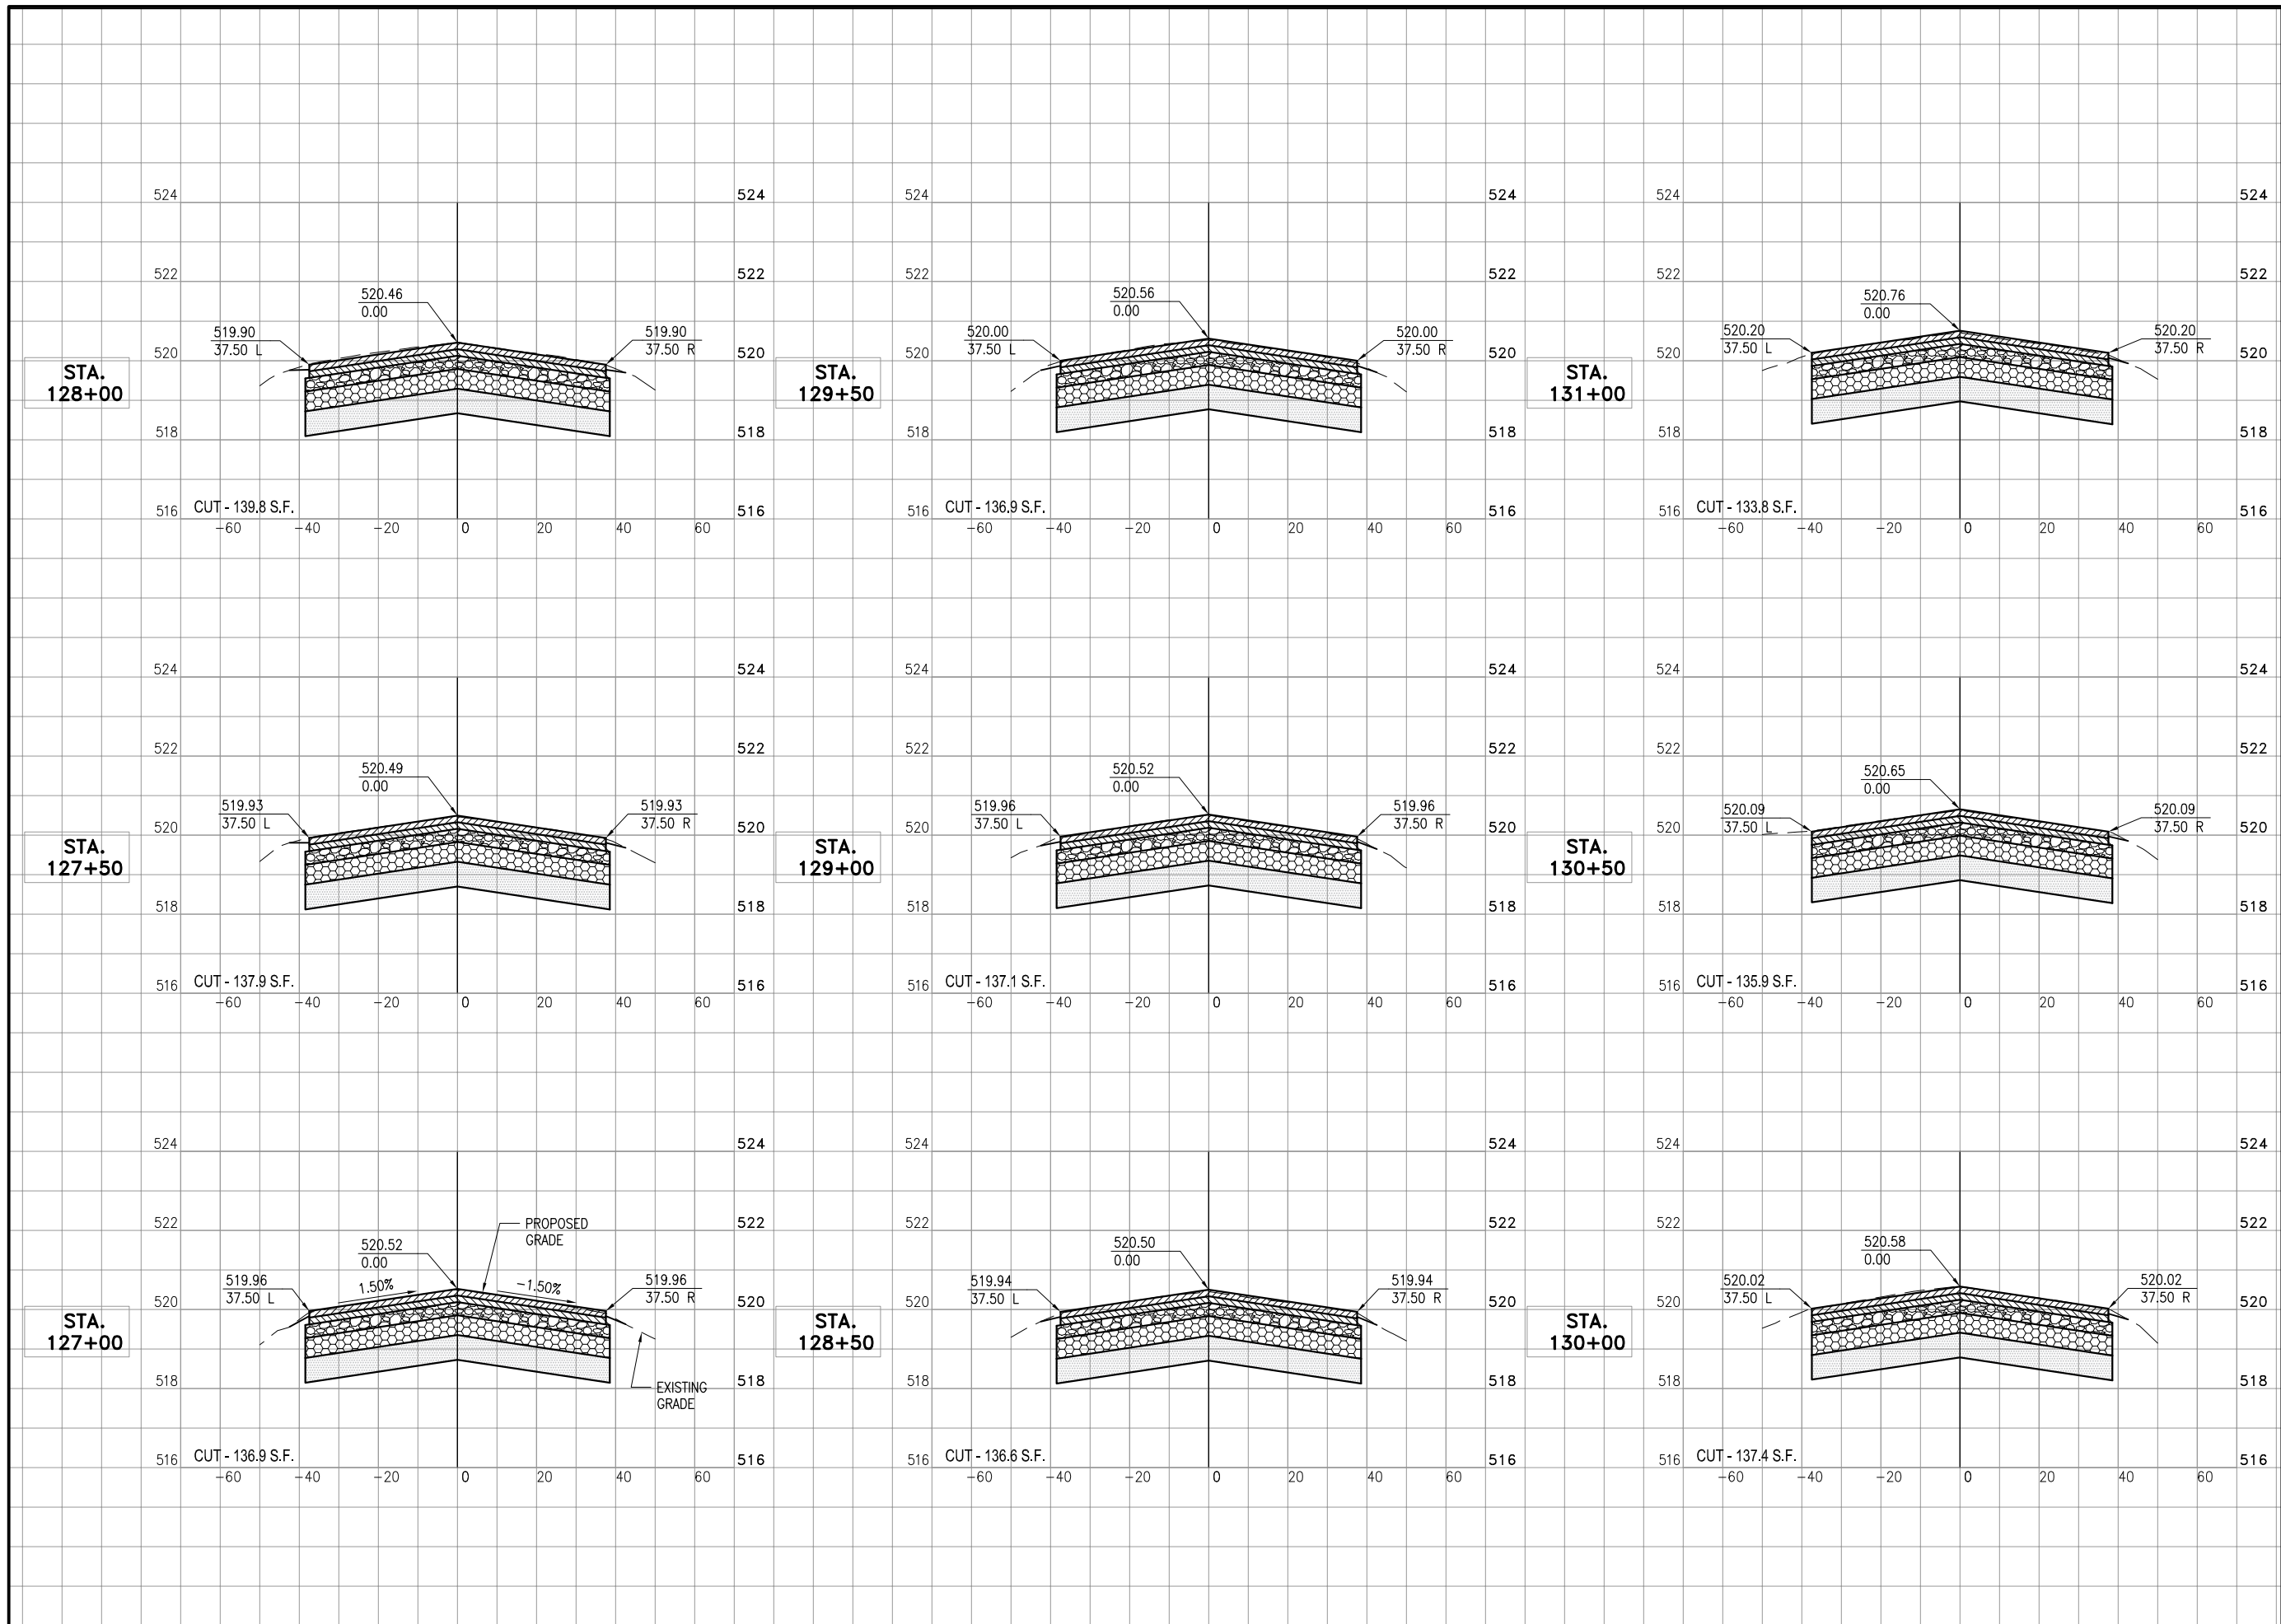 524 524
522 522
520.46
0.00
519.90
37.50 L
519.90
37.50 R
520 520
STA.
128+00
518 518
CUT - 139.8 S.F.
516 516
-60 -40 -20 0 20 40 60
524 524
522 522
520.56
0.00
520.00
37.50 L
520.00
37.50 R
520 520
STA.
129+50
518 518
CUT - 136.9 S.F.
516 516
-60 -40 -20 0 20 40 60
524 524
522 522
520.76
0.00
520.20
37.50 L
520.20
37.50 R
520 520
STA.
131+00
518 518
CUT - 133.8 S.F.
516 516
-60 -40 -20 0 20 40 60
524 524
522 522
520.49
0.00
519.93
37.50 L
519.93
37.50 R
520 520
STA.
127+50
518 518
CUT - 137.9 S.F.
516 516
-60 -40 -20 0 20 40 60
524 524
522 522
520.52
0.00
519.96
37.50 L
519.96
37.50 R
520 520
STA.
129+00
518 518
CUT - 137.1 S.F.
516 516
-60 -40 -20 0 20 40 60
524 524
522 522
520.65
0.00
520.09
37.50 L
520.09
37.50 R
520 520
STA.
130+50
518 518
CUT - 135.9 S.F.
516 516
-60 -40 -20 0 20 40 60
524 524
522 522
PROPOSED
GRADE
520.52
0.00
519.96
37.50 L
1.50%
-1.50%
519.96
37.50 R
520 520
STA.
127+00
518 518
EXISTING
GRADE
CUT - 136.9 S.F.
516 516
-60 -40 -20 0 20 40 60
524 524
522 522
520.50
0.00
519.94
37.50 L
519.94
37.50 R
520 520
STA.
128+50
518 518
CUT - 136.6 S.F.
516 516
-60 -40 -20 0 20 40 60
524 524
522 522
520.58
0.00
520.02
37.50 L
520.02
37.50 R
520 520
STA.
130+00
518 518
CUT - 137.4 S.F.
516 516
-60 -40 -20 0 20 40 60